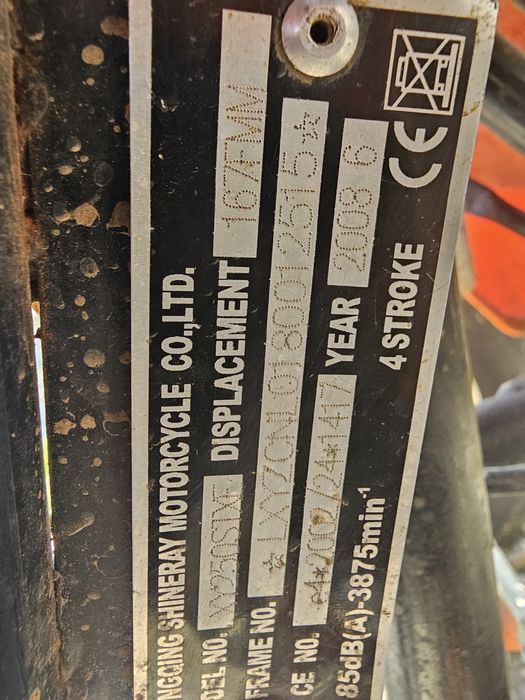 NGQING SHINERAY MOTORCYCLE CO.,LTD.
DEL NO. XY250STXE DISPLACEMENT 167FMM
FRAME NO. *LXYZCNL0180012515*
CE NO. e4*2002/24*1417 YEAR 2008 6
85dB(A)-3875min⁻¹ 4 STROKE CE